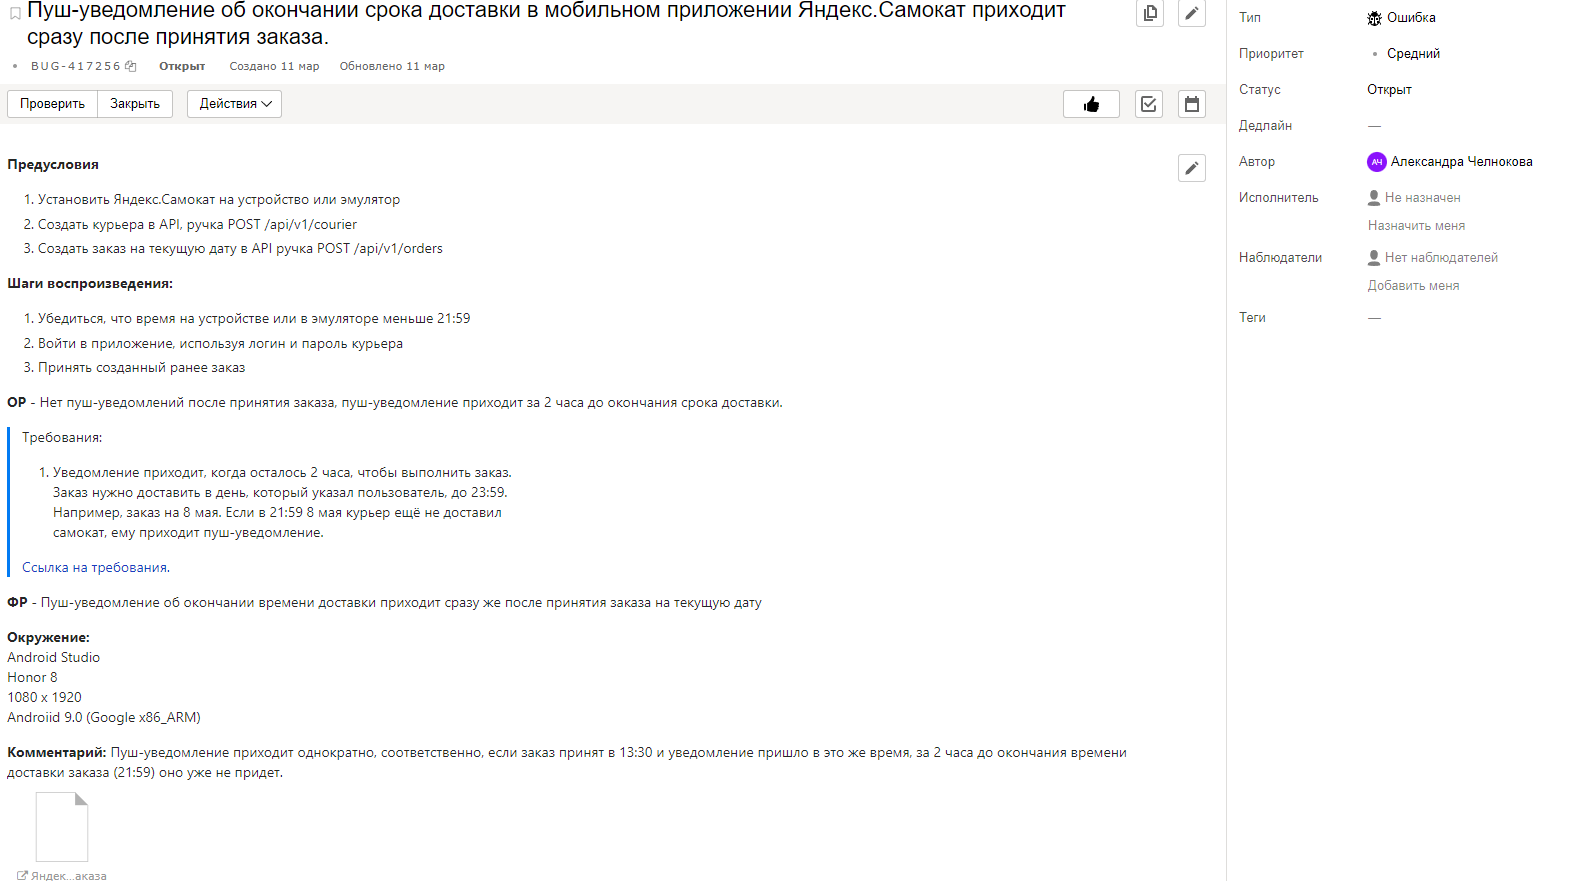 Пуш-уведомление об окончании срока доставки в мобильном приложении Яндекс.Самокат приходит
сразу после принятия заказа.
BUG-417256 Открыт Создано 11 мар Обновлено 11 мар
Проверить Закрыть Действия
Предусловия
1. Установить Яндекс.Самокат на устройство или эмулятор
2. Создать курьера в API, ручка POST /api/v1/courier
3. Создать заказ на текущую дату в API ручка POST /api/v1/orders
Шаги воспроизведения:
1. Убедиться, что время на устройстве или в эмуляторе меньше 21:59
2. Войти в приложение, используя логин и пароль курьера
3. Принять созданный ранее заказ
ОР - Нет пуш-уведомлений после принятия заказа, пуш-уведомление приходит за 2 часа до окончания срока доставки.
Требования:
1. Уведомление приходит, когда осталось 2 часа, чтобы выполнить заказ.
Заказ нужно доставить в день, который указал пользователь, до 23:59.
Например, заказ на 8 мая. Если в 21:59 8 мая курьер ещё не доставил
самокат, ему приходит пуш-уведомление.
Ссылка на требования.
ФР - Пуш-уведомление об окончании времени доставки приходит сразу же после принятия заказа на текущую дату
Окружение:
Android Studio
Honor 8
1080 x 1920
Androiid 9.0 (Google x86_ARM)
Комментарий: Пуш-уведомление приходит однократно, соответственно, если заказ принят в 13:30 и уведомление пришло в это же время, за 2 часа до окончания времени
доставки заказа (21:59) оно уже не придет.
Яндек...аказа
Тип Ошибка
Приоритет Средний
Статус Открыт
Дедлайн —
Автор АЧ Александра Челнокова
Исполнитель Не назначен
Назначить меня
Наблюдатели Нет наблюдателей
Добавить меня
Теги —